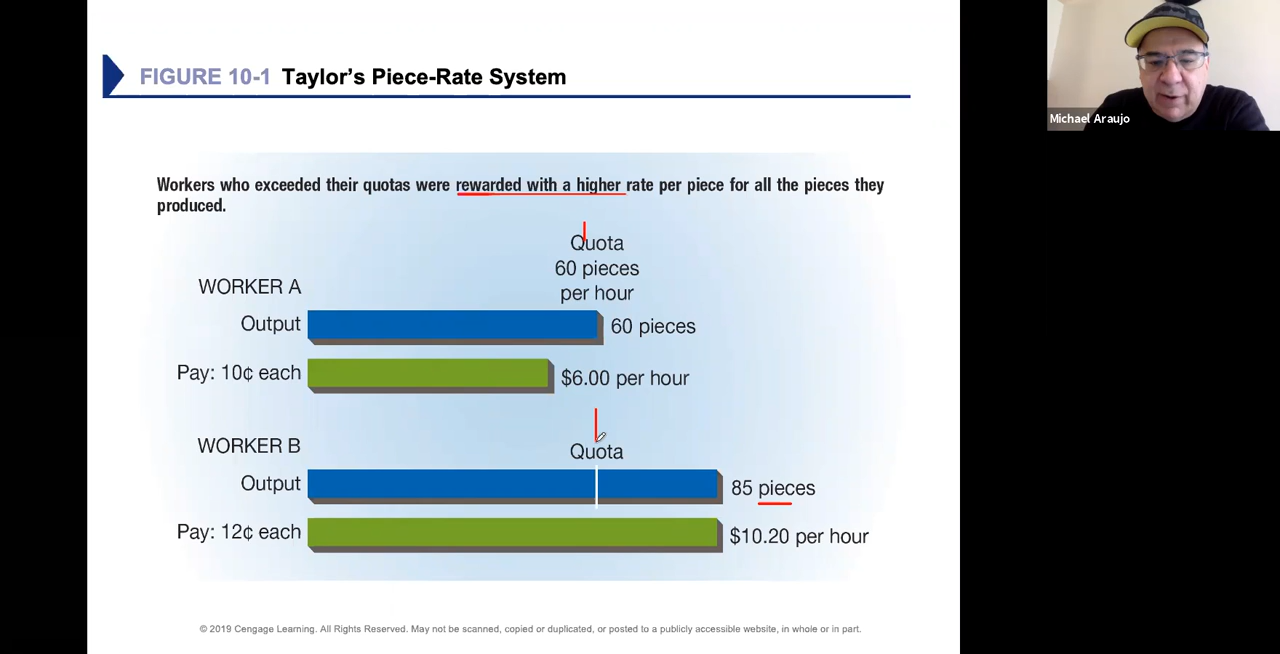 FIGURE 10-1 Taylor's Piece-Rate System
Michael Araujo
Workers who exceeded their quotas were rewarded with a higher rate per piece for all the pieces they
produced.
Quota
60 pieces
per hour
WORKER A
Output
60 pieces
Pay: 10¢ each
$6.00 per hour
WORKER B
Quota
Output
85 pieces
Pay: 12¢ each
$10.20 per hour
© 2019 Cengage Learning. All Rights Reserved. May not be scanned, copied or duplicated, or posted to a publicly accessible website, in whole or in part.